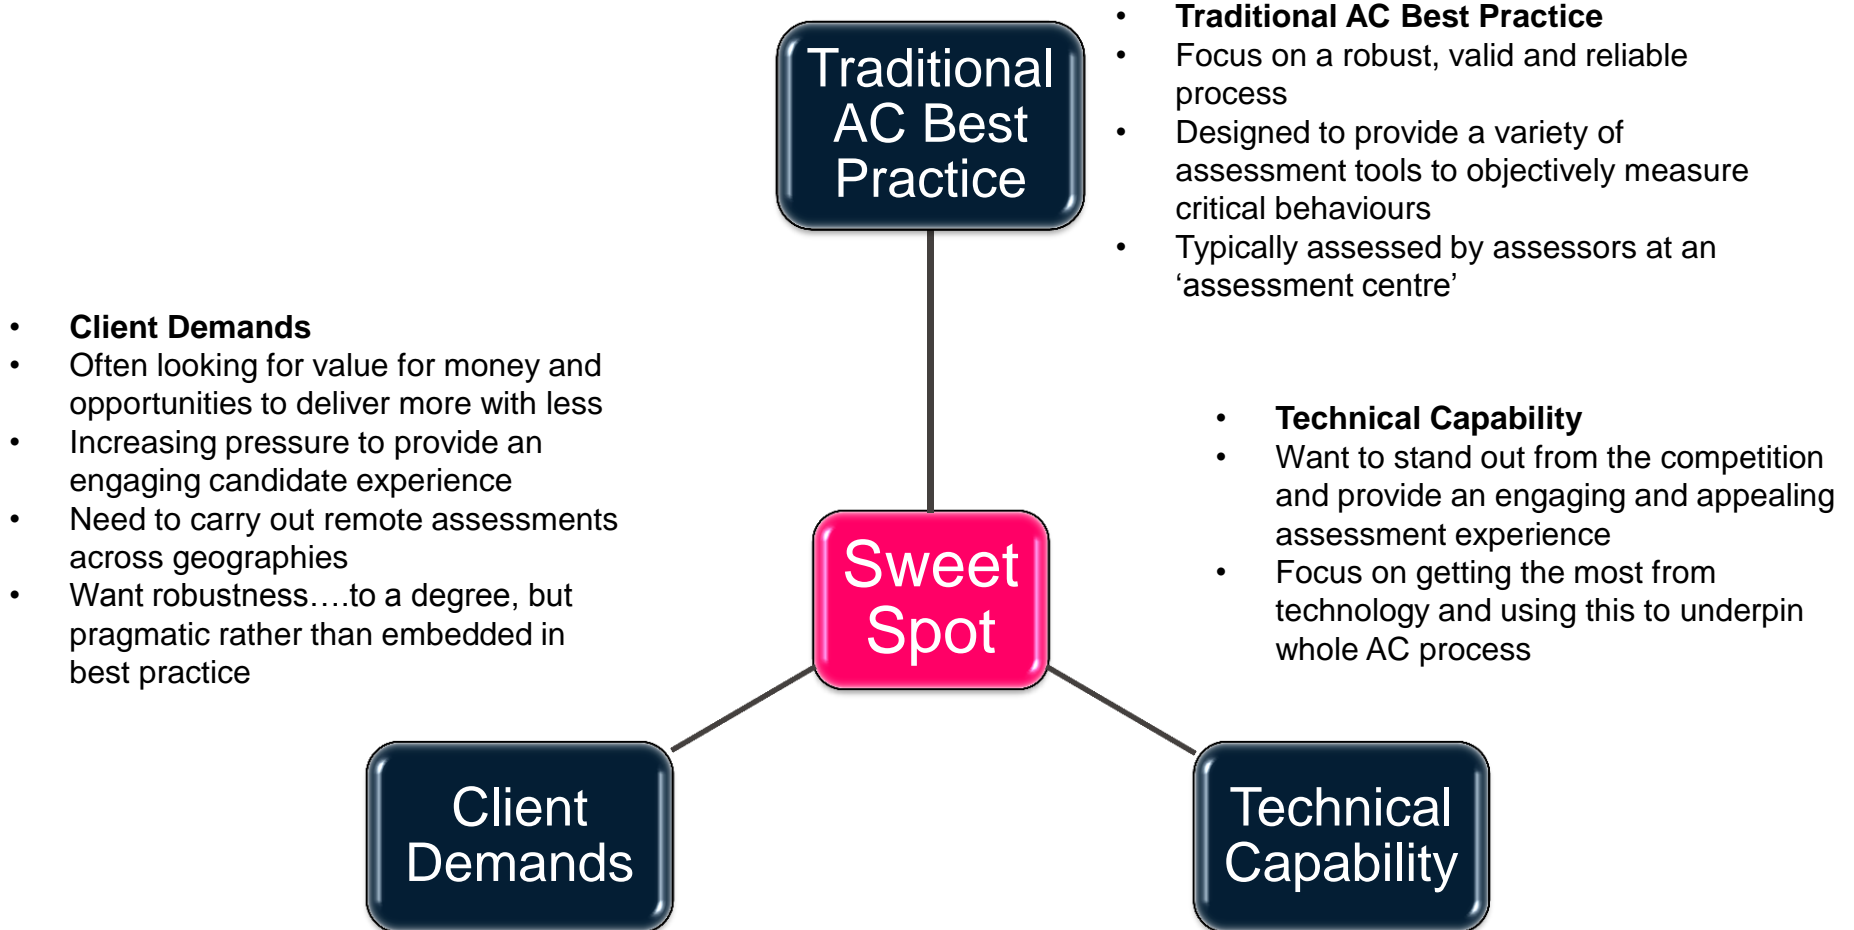 Traditional
AC Best
Practice
• Traditional AC Best Practice
• Focus on a robust, valid and reliable
process
• Designed to provide a variety of
assessment tools to objectively measure
critical behaviours
• Typically assessed by assessors at an
‘assessment centre’
• Client Demands
• Often looking for value for money and
opportunities to deliver more with less
• Increasing pressure to provide an
engaging candidate experience
• Need to carry out remote assessments
across geographies
• Want robustness….to a degree, but
pragmatic rather than embedded in
best practice
• Technical Capability
• Want to stand out from the competition
and provide an engaging and appealing
assessment experience
• Focus on getting the most from
technology and using this to underpin
whole AC process
Sweet
Spot
Client
Demands
Technical
Capability